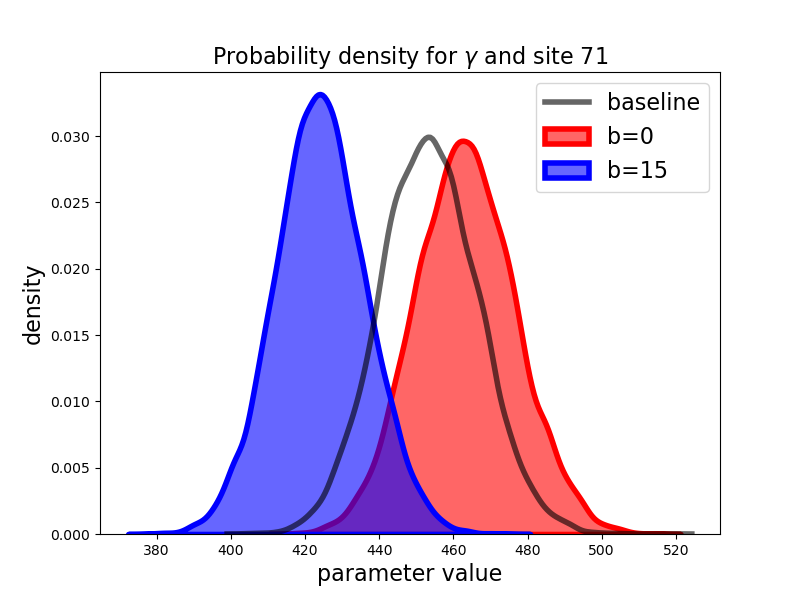 Probability density for γ and site 71
baseline
b=0
b=15
density
0.030
0.025
0.020
0.015
0.010
0.005
0.000
380 400 420 440 460 480 500 520
parameter value